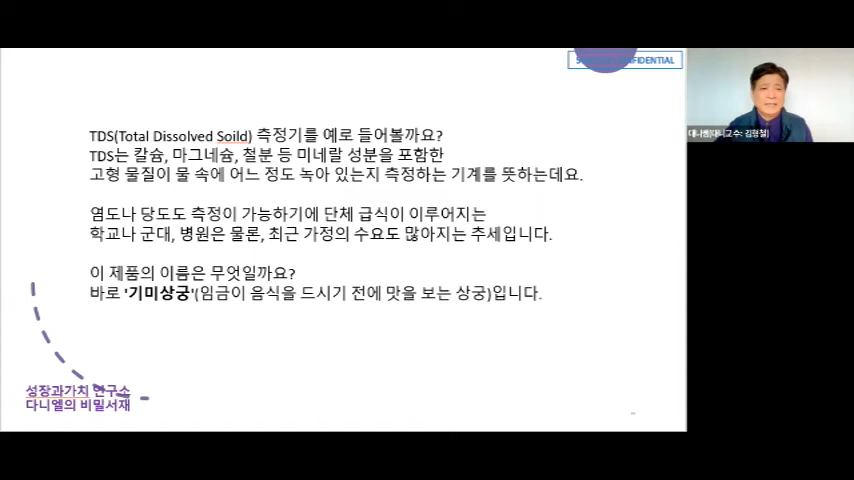 CONFIDENTIAL
TDS(Total Dissolved Soild) 측정기를 예로 들어볼까요?
TDS는 칼슘, 마그네슘, 철분 등 미네랄 성분을 포함한
고형 물질이 물 속에 어느 정도 녹아 있는지 측정하는 기계를 뜻하는데요.
염도나 당도도 측정이 가능하기에 단체 급식이 이루어지는
학교나 군대, 병원은 물론, 최근 가정의 수요도 많아지는 추세입니다.
이 제품의 이름은 무엇일까요?
바로 '기미상궁'(임금이 음식을 드시기 전에 맛을 보는 상궁)입니다.
성장과가치 연구소
다니엘의 비밀서재